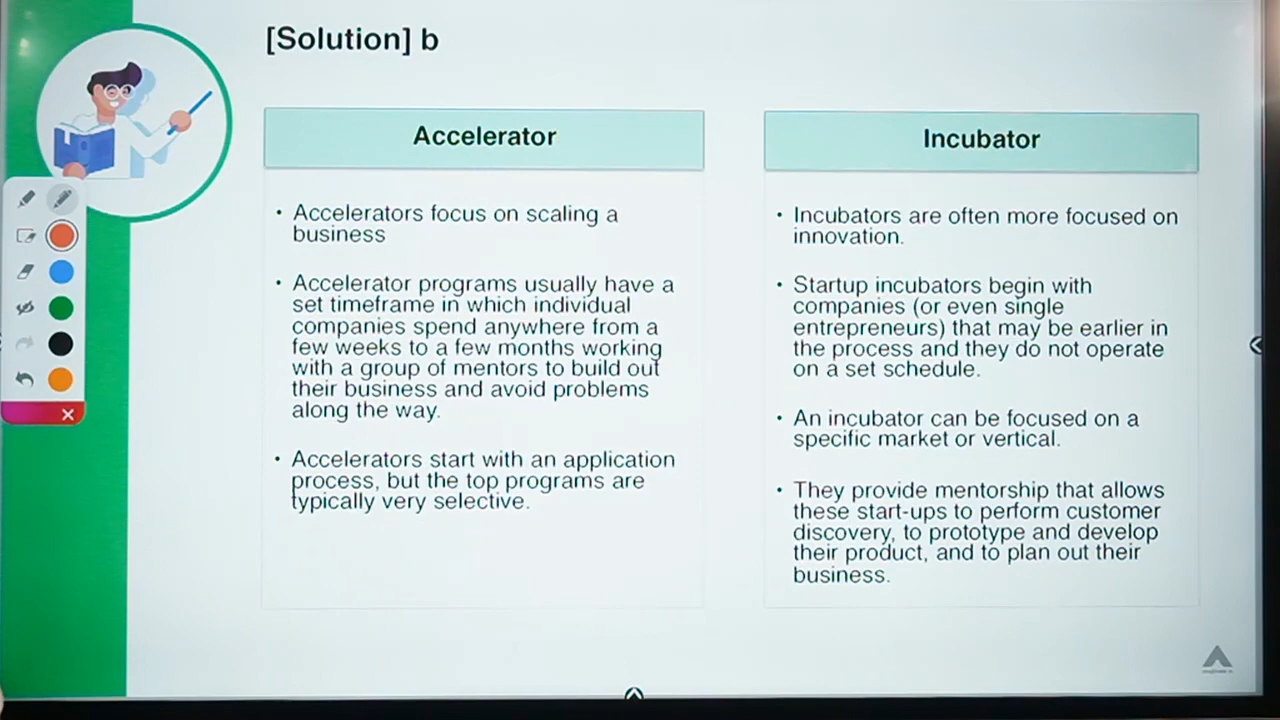 [Solution] b
Accelerator
• Accelerators focus on scaling a
business
• Accelerator programs usually have a
set timeframe in which individual
companies spend anywhere from a
few weeks to a few months working
with a group of mentors to build out
their business and avoid problems
along the way.
• Accelerators start with an application
process, but the top programs are
typically very selective.
Incubator
• Incubators are often more focused on
innovation.
• Startup incubators begin with
companies (or even single
entrepreneurs) that may be earlier in
the process and they do not operate
on a set schedule.
• An incubator can be focused on a
specific market or vertical.
• They provide mentorship that allows
these start-ups to perform customer
discovery, to prototype and develop
their product, and to plan out their
business.